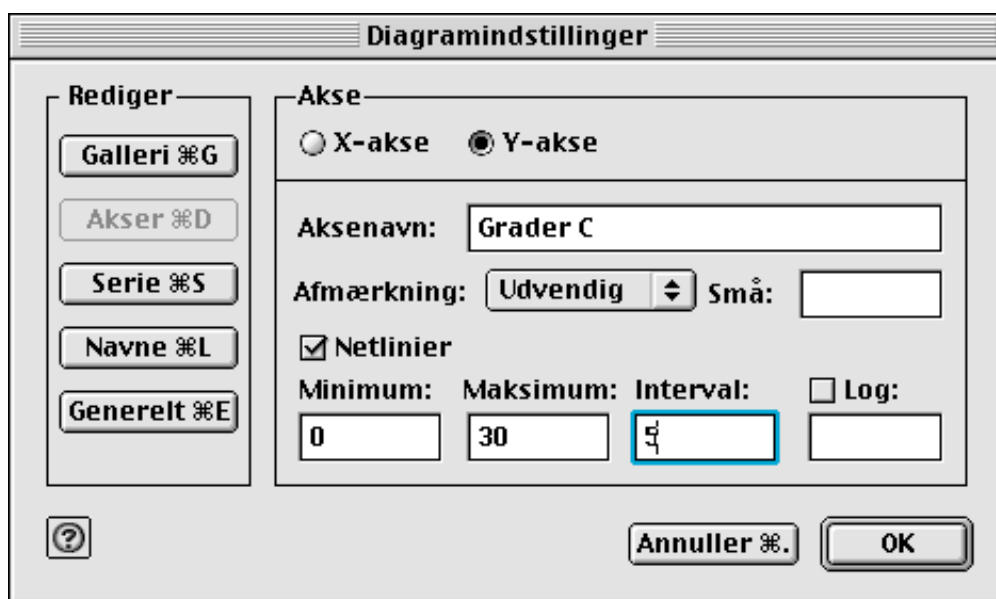 Diagramindstillinger
Rediger
Galleri ⌘G
Akser ⌘D
Serie ⌘S
Navne ⌘L
Generelt ⌘E
Akse
X-akse Y-akse
Aksenavn: Grader C
Afmærkning: Udvendig Små:
Netlinier
Minimum: Maksimum: Interval: Log:
0 30 5
? Annuller ⌘. OK